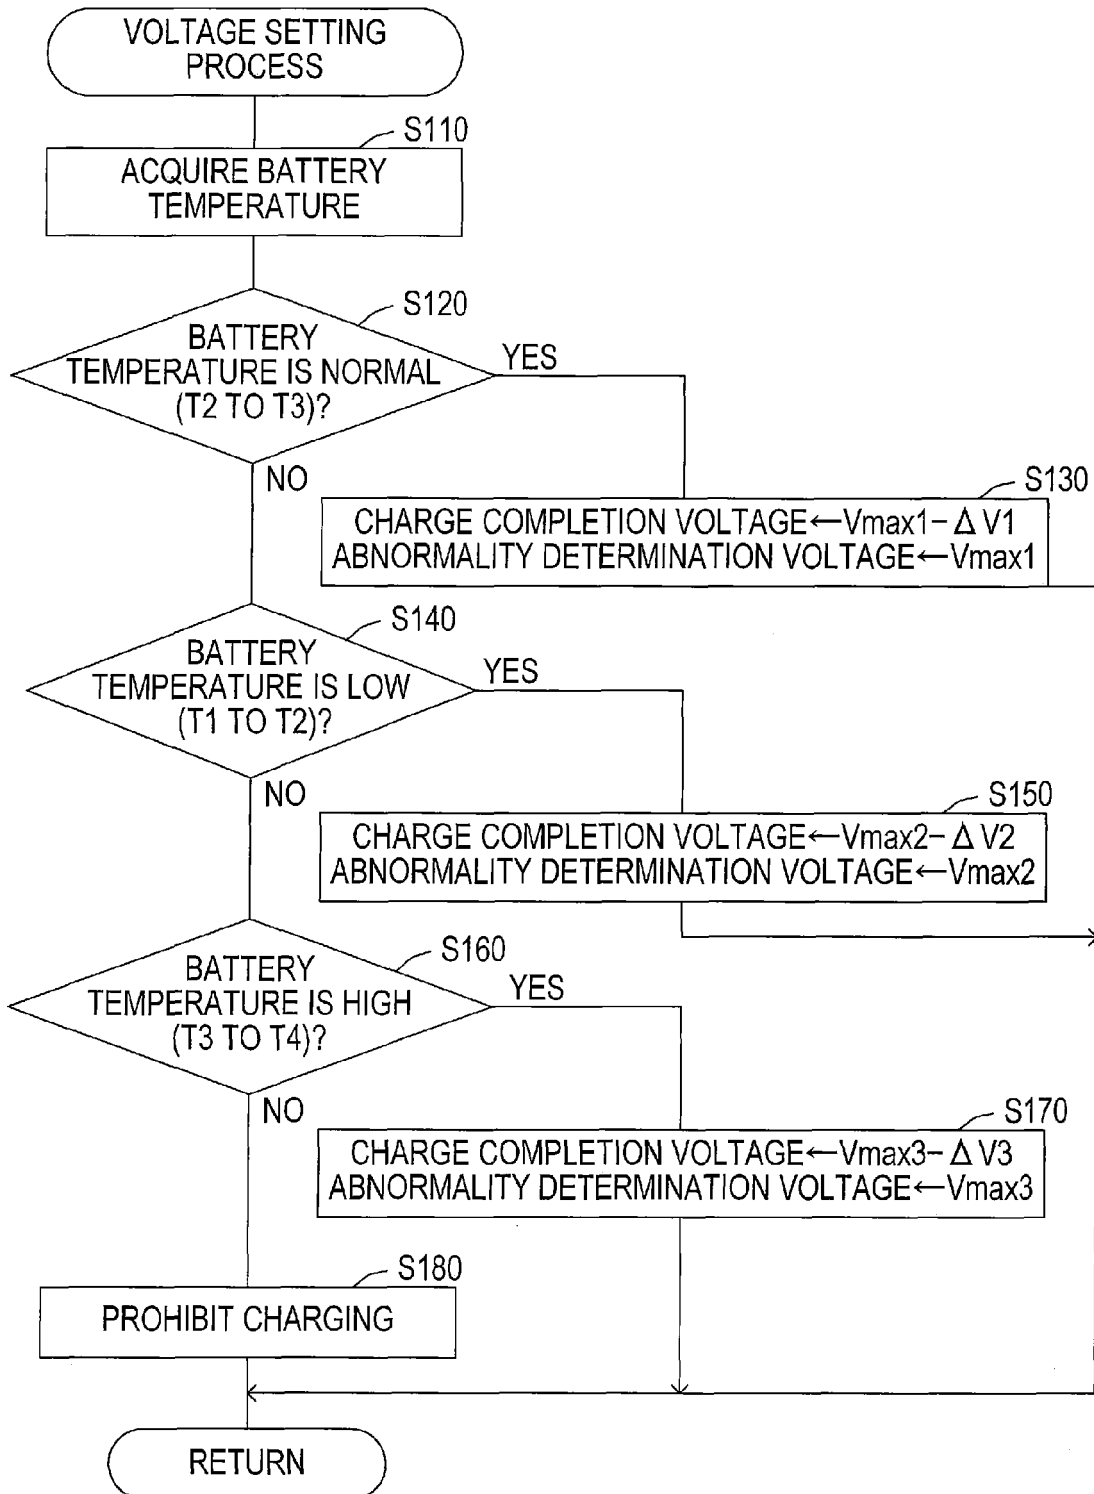 VOLTAGE SETTING
PROCESS
S110
ACQUIRE BATTERY
TEMPERATURE
S120
BATTERY
TEMPERATURE IS NORMAL
(T2 TO T3)?
YES
NO
S130
CHARGE COMPLETION VOLTAGE←Vmax1−ΔV1
ABNORMALITY DETERMINATION VOLTAGE←Vmax1
S140
BATTERY
TEMPERATURE IS LOW
(T1 TO T2)?
YES
NO
S150
CHARGE COMPLETION VOLTAGE←Vmax2−ΔV2
ABNORMALITY DETERMINATION VOLTAGE←Vmax2
S160
BATTERY
TEMPERATURE IS HIGH
(T3 TO T4)?
YES
NO
S170
CHARGE COMPLETION VOLTAGE←Vmax3−ΔV3
ABNORMALITY DETERMINATION VOLTAGE←Vmax3
S180
PROHIBIT CHARGING
RETURN